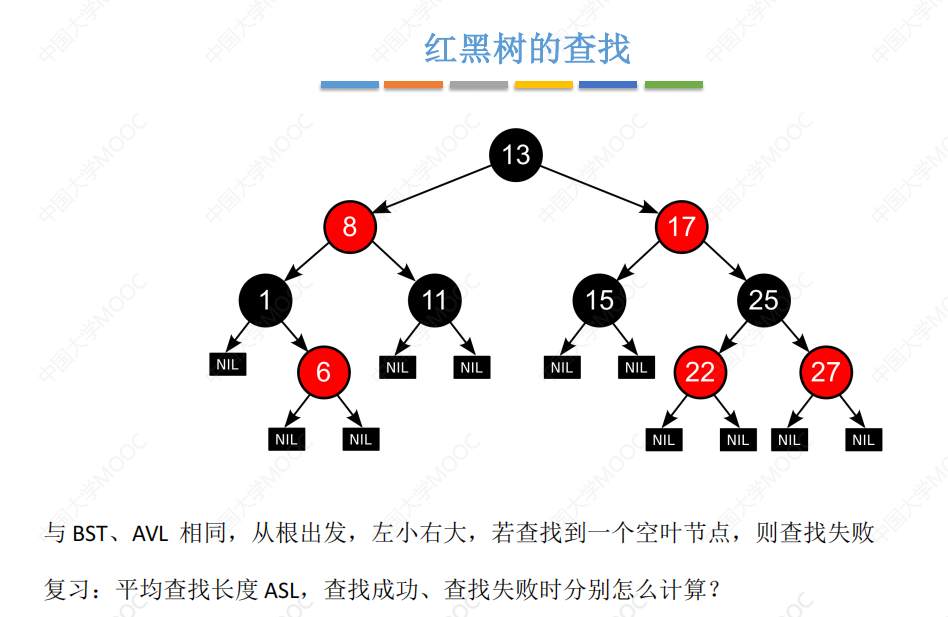 红黑树的查找
13
8 17
1 11 15 25
NIL 6 NIL NIL NIL NIL 22 27
NIL NIL NIL NIL NIL NIL
与 BST、AVL 相同，从根出发，左小右大，若查找到一个空叶节点，则查找失败
复习：平均查找长度 ASL，查找成功、查找失败时分别怎么计算？
中国大学MOOC